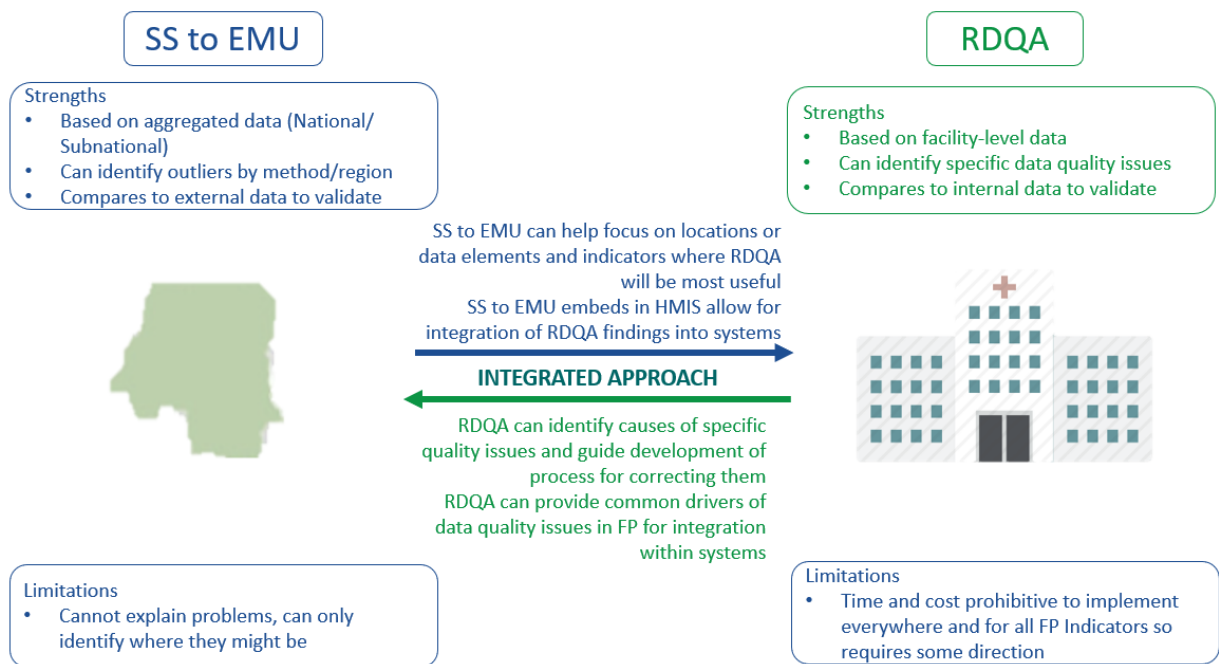 SS to EMU
RDQA
Strengths
• Based on aggregated data (National/
Subnational)
• Can identify outliers by method/region
• Compares to external data to validate
Strengths
• Based on facility-level data
• Can identify specific data quality issues
• Compares to internal data to validate
SS to EMU can help focus on locations or
data elements and indicators where RDQA
will be most useful
SS to EMU embeds in HMIS allow for
integration of RDQA findings into systems
INTEGRATED APPROACH
RDQA can identify causes of specific
quality issues and guide development of
process for correcting them
RDQA can provide common drivers of
data quality issues in FP for integration
within systems
Limitations
• Cannot explain problems, can only
identify where they might be
Limitations
• Time and cost prohibitive to implement
everywhere and for all FP Indicators so
requires some direction